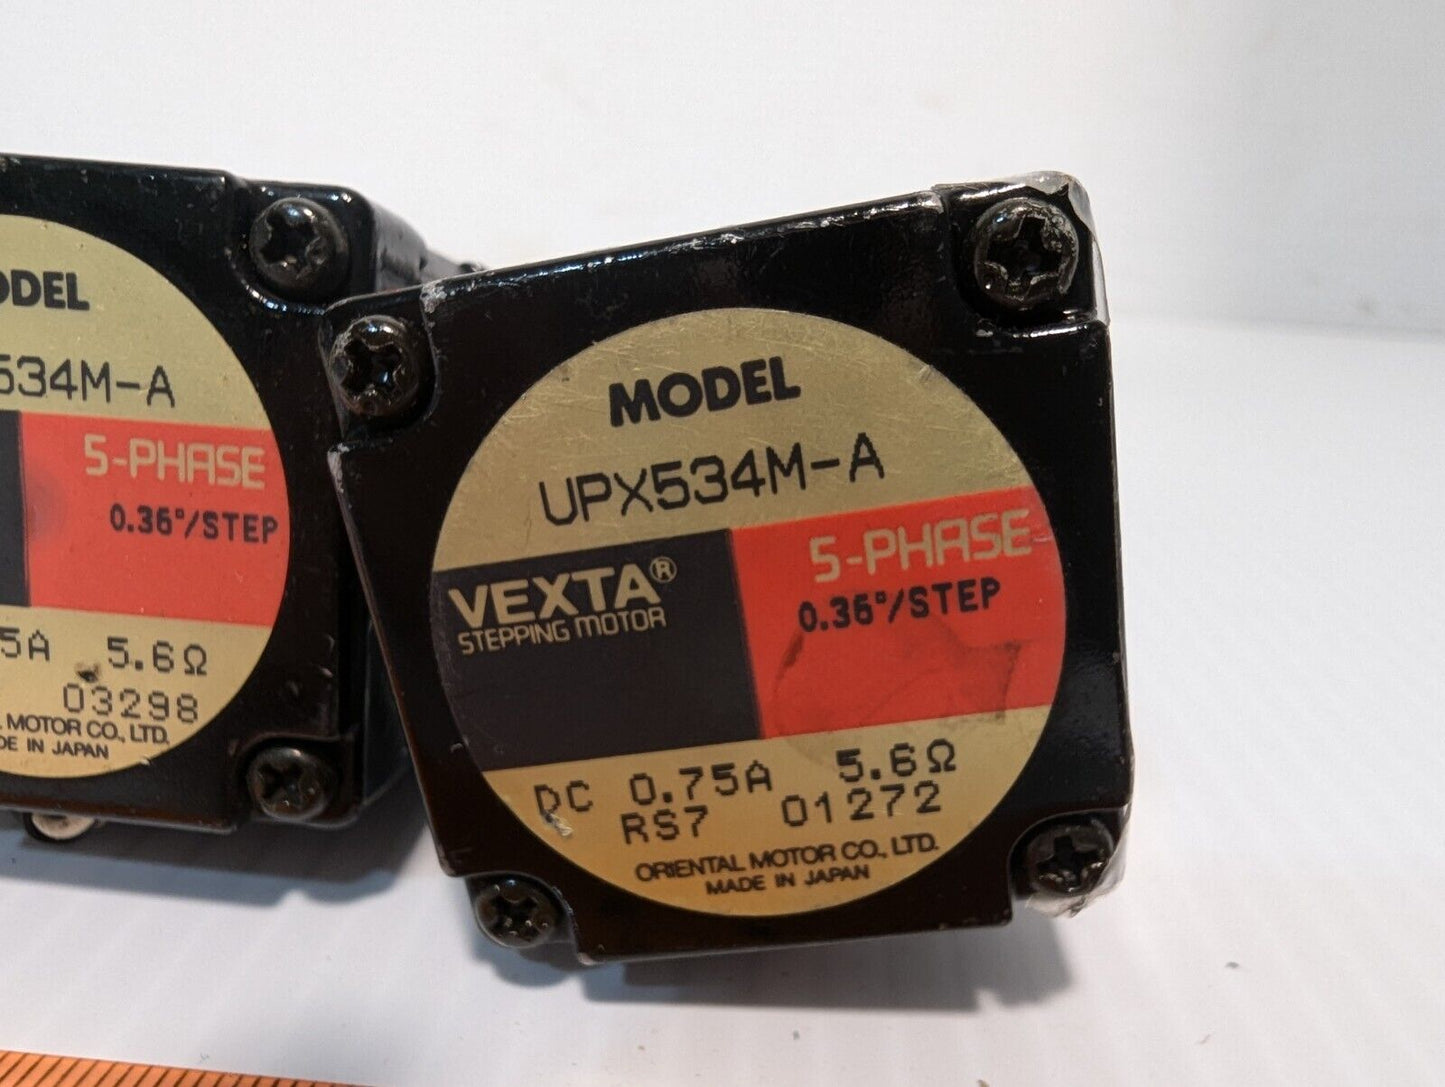 ODEL
534M-A
5-PHASE
0.36°/STEP
5A 5.6Ω
03298
L MOTOR CO., LTD.
DE IN JAPAN
MODEL
UPX534M-A
VEXTA®
STEPPING MOTOR
5-PHASE
0.36°/STEP
DC 0.75A 5.6Ω
RS7 01272
ORIENTAL MOTOR CO., LTD.
MADE IN JAPAN